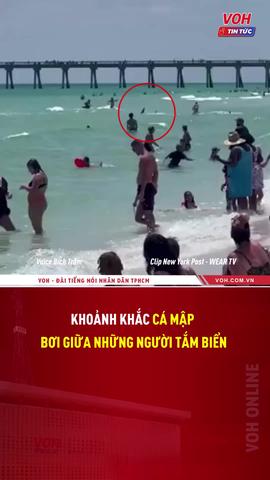 VOH
TIN TỨC
Voice Bích Trâm
Clip New York Post - WEAR TV
VOH - ĐÀI TIẾNG NÓI NHÂN DÂN TPHCM
VOH.COM.VN
KHOẢNH KHẮC CÁ MẬP
BƠI GIỮA NHỮNG NGƯỜI TẮM BIỂN
VOH ONLINE
VOH